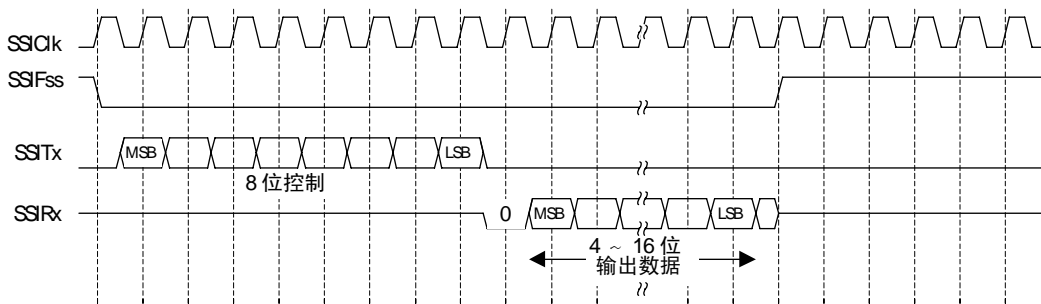 SSIClk
SSIFss
SSITx MSB LSB
8 位控制
SSIRx 0 MSB LSB
4 ~ 16 位
输出数据